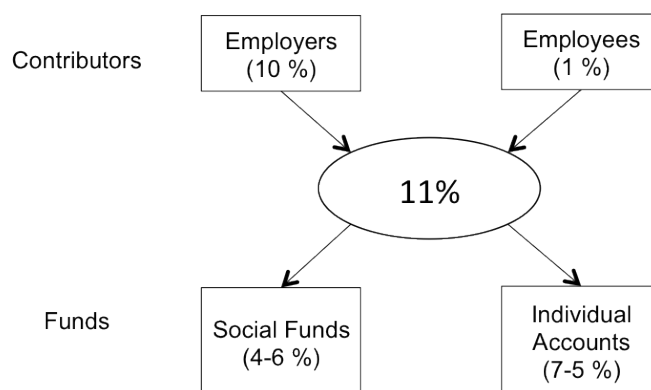 Contributors
Employers
(10 %)
Employees
(1 %)
11%
Funds
Social Funds
(4-6 %)
Individual
Accounts
(7-5 %)